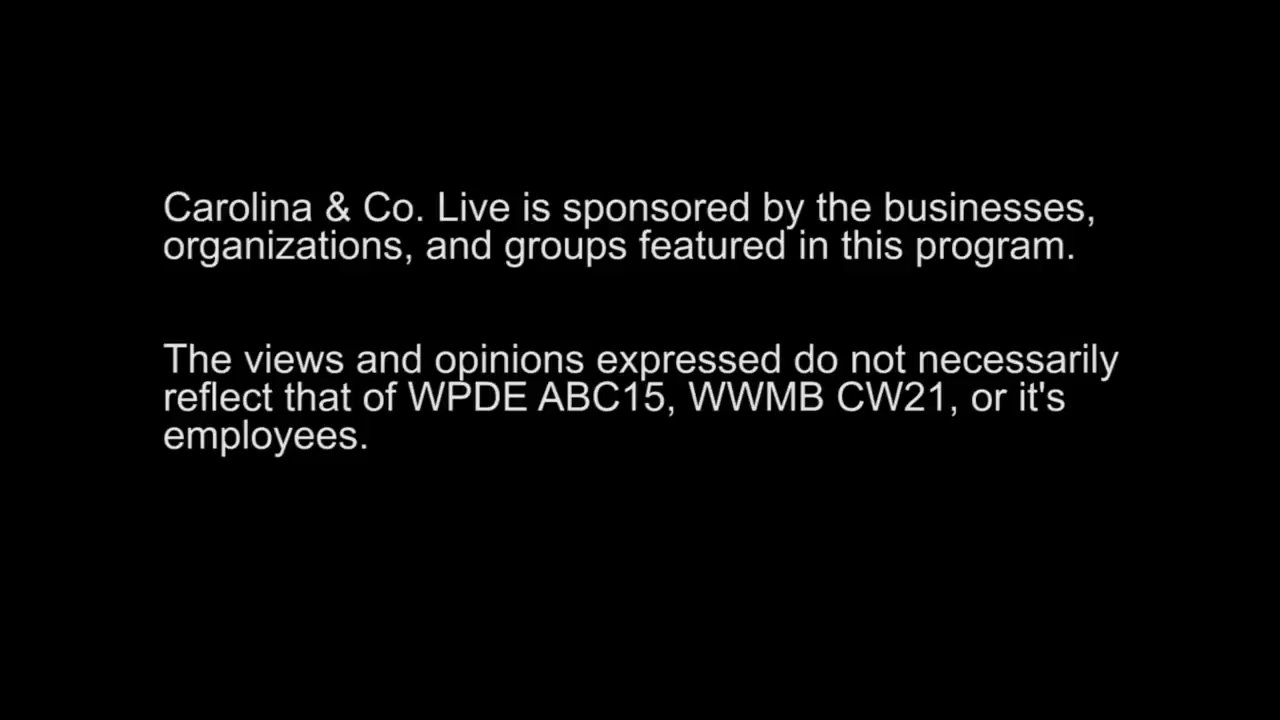 Carolina & Co. Live is sponsored by the businesses,
organizations, and groups featured in this program.
The views and opinions expressed do not necessarily
reflect that of WPDE ABC15, WWMB CW21, or it's
employees.